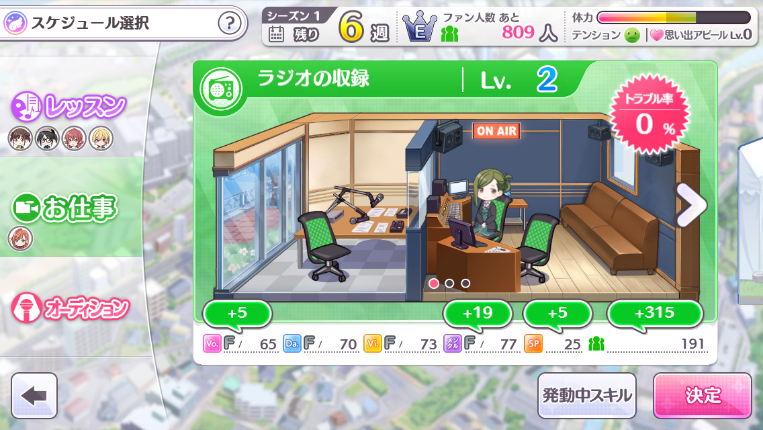 スケジュール選択
?
シーズン 1
残り 6 週
E
ファン人数 あと
809 人
体力
テンション
思い出アピール Lv.0
レッスン
お仕事
オーディション
ラジオの収録
Lv. 2
トラブル率
0 %
ON AIR
+5
+19
+5
+315
Vo. F / 65
Da. F / 70
Vi. F / 73
メンタル F / 77
SP 25
191
発動中スキル
決定